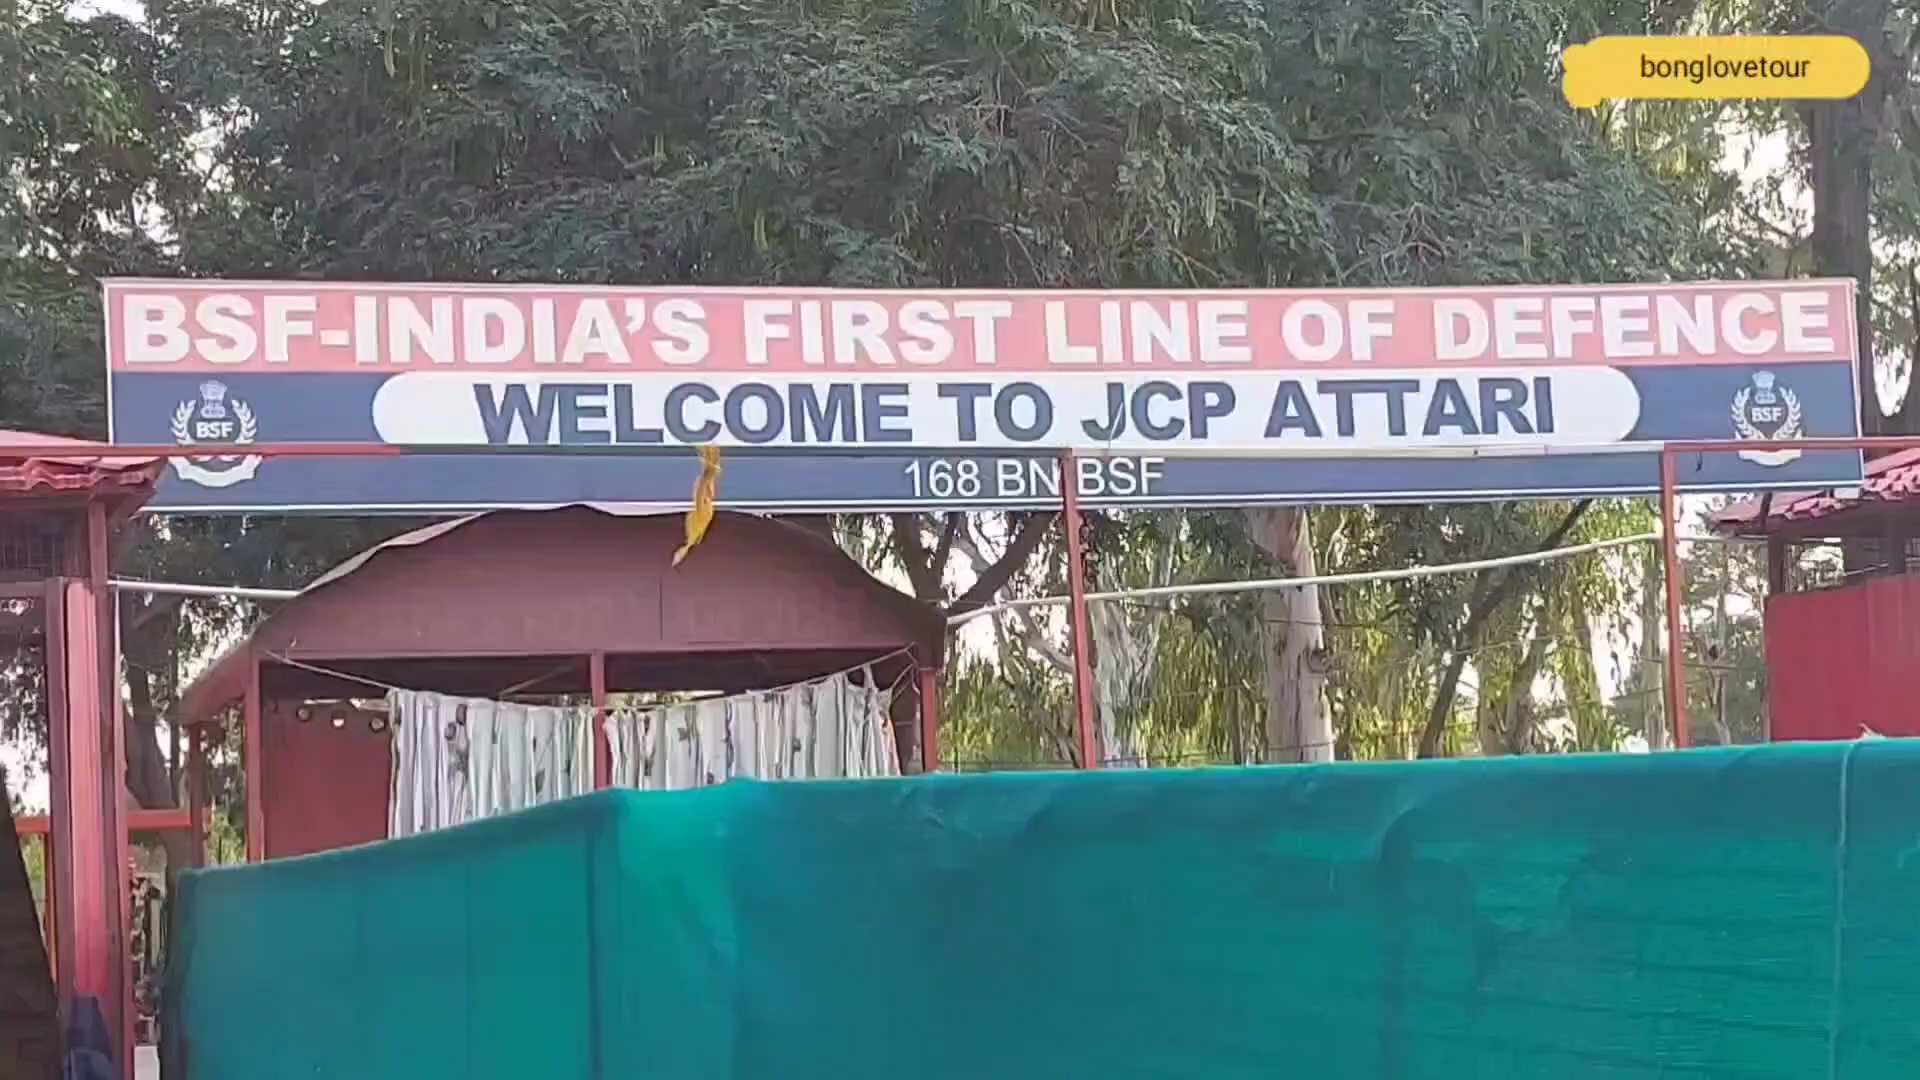 bonglovetour
BSF-INDIA'S FIRST LINE OF DEFENCE
WELCOME TO JCP ATTARI
BSF
BSF
168 BN BSF